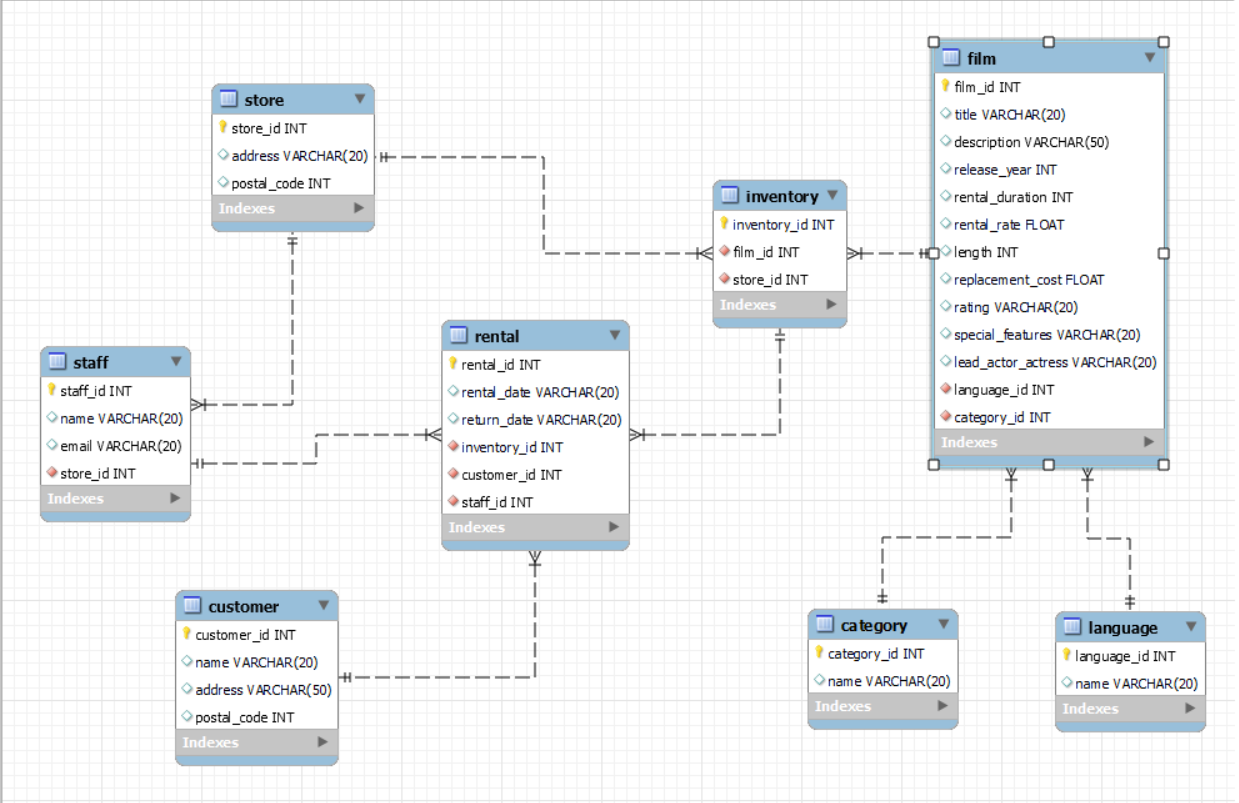 store
store_id INT
address VARCHAR(20)
postal_code INT
Indexes
film
film_id INT
title VARCHAR(20)
description VARCHAR(50)
release_year INT
rental_duration INT
rental_rate FLOAT
length INT
replacement_cost FLOAT
rating VARCHAR(20)
special_features VARCHAR(20)
lead_actor_actress VARCHAR(20)
language_id INT
category_id INT
Indexes
inventory
inventory_id INT
film_id INT
store_id INT
Indexes
rental
rental_id INT
rental_date VARCHAR(20)
return_date VARCHAR(20)
inventory_id INT
customer_id INT
staff_id INT
Indexes
staff
staff_id INT
name VARCHAR(20)
email VARCHAR(20)
store_id INT
Indexes
customer
customer_id INT
name VARCHAR(20)
address VARCHAR(50)
postal_code INT
Indexes
category
category_id INT
name VARCHAR(20)
Indexes
language
language_id INT
name VARCHAR(20)
Indexes